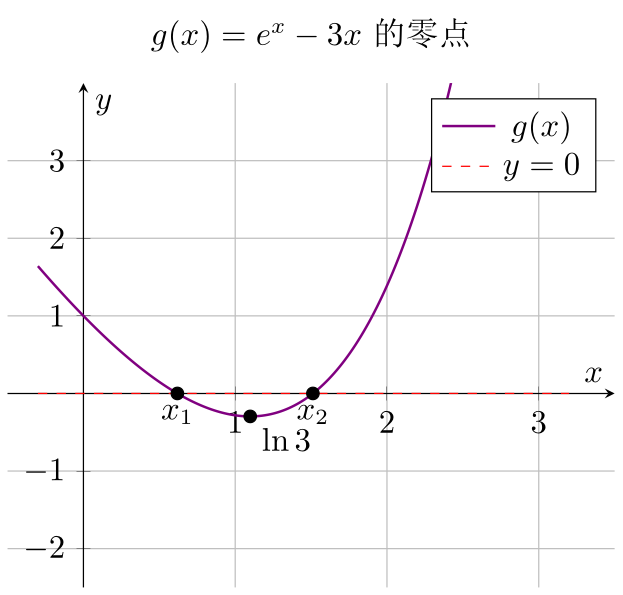 g(x) = e^x − 3x 的零点
y
g(x)
y = 0
3
2
1
x
x₁
1
x₂
2
3
ln 3
−1
−2